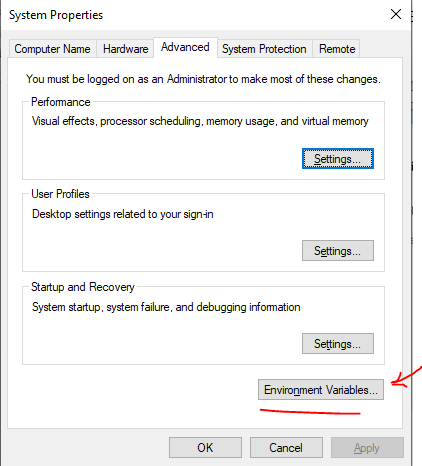 System Properties
Computer Name Hardware Advanced System Protection Remote
You must be logged on as an Administrator to make most of these changes.
Performance
Visual effects, processor scheduling, memory usage, and virtual memory
Settings...
User Profiles
Desktop settings related to your sign-in
Settings...
Startup and Recovery
System startup, system failure, and debugging information
Settings...
Environment Variables...
OK Cancel Apply